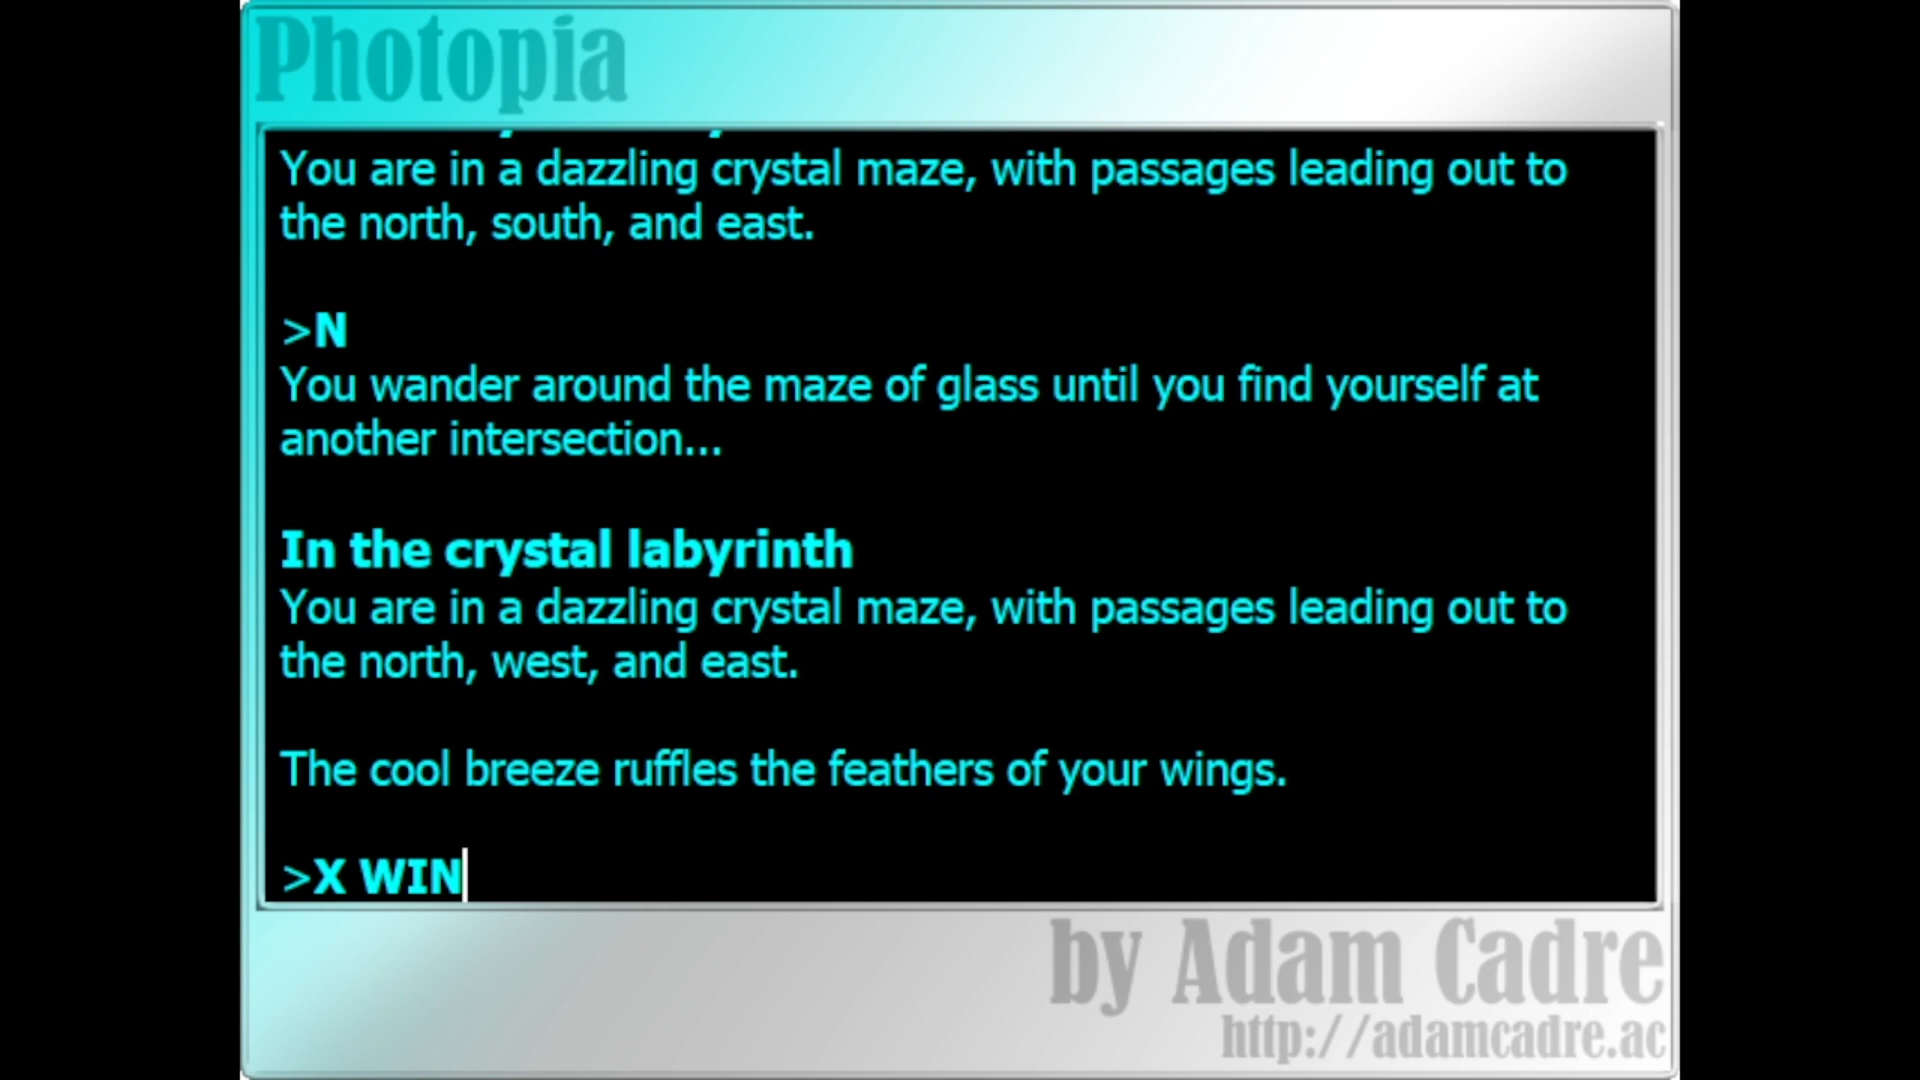 Photopia
You are in a dazzling crystal maze, with passages leading out to
the north, south, and east.
>N
You wander around the maze of glass until you find yourself at
another intersection...
In the crystal labyrinth
You are in a dazzling crystal maze, with passages leading out to
the north, west, and east.
The cool breeze ruffles the feathers of your wings.
>X WIN
by Adam Cadre
http://adamcadre.ac